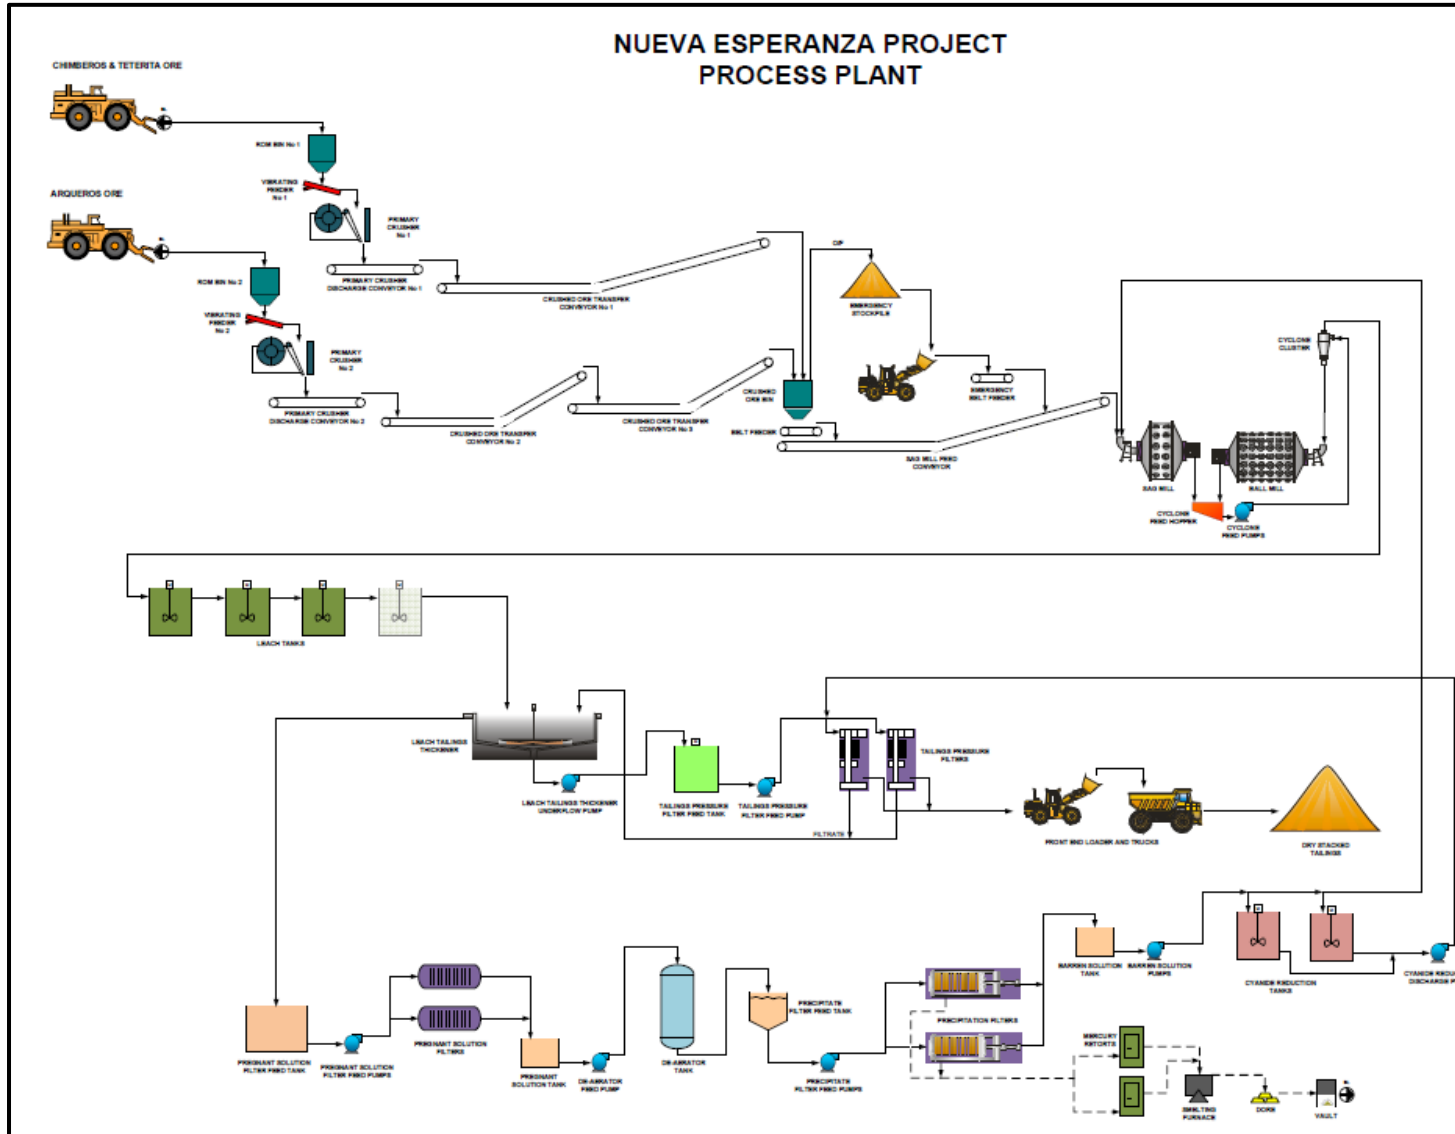 NUEVA ESPERANZA PROJECT
PROCESS PLANT
CHIMBEROS & TETERITA ORE
ROM BIN No 1
VIBRATING
FEEDER
No 1
ARQUEROS ORE
PRIMARY
CRUSHER
No 1
ROM BIN No 2
PRIMARY CRUSHER
DISCHARGE CONVEYOR No 1
CRUSHED ORE TRANSFER
CONVEYOR No 1
O/F
EMERGENCY
STOCKPILE
VIBRATING
FEEDER
No 2
PRIMARY
CRUSHER
No 2
CYCLONE
CLUSTER
CRUSHED
ORE BIN
EMERGENCY
BELT FEEDER
PRIMARY CRUSHER
DISCHARGE CONVEYOR No 2
CRUSHED ORE TRANSFER
CONVEYOR No 2
CRUSHED ORE TRANSFER
CONVEYOR No 3
BELT FEEDER
SAG MILL FEED
CONVEYOR
SAG MILL
BALL MILL
CYCLONE
FEED HOPPER
CYCLONE
FEED PUMPS
LEACH TANKS
LEACH TAILINGS
THICKENER
TAILINGS PRESSURE
FILTERS
LEACH TAILINGS THICKENER
UNDERFLOW PUMP
TAILINGS PRESSURE
FILTER FEED TANK
TAILINGS PRESSURE
FILTER FEED PUMP
FILTRATE
FRONT END LOADER AND TRUCKS
DRY STACKED
TAILINGS
BARREN SOLUTION
TANK
BARREN SOLUTION
PUMPS
CYANIDE REDUCTION
TANKS
CYANIDE REDU
DISCHARGE P
PRECIPITATE
FILTER FEED TANK
PRECIPITATION FILTERS
MERCURY
RETORTS
PREGNANT SOLUTION
FILTER FEED TANK
PREGNANT SOLUTION
FILTER FEED PUMPS
PREGNANT SOLUTION
FILTERS
PREGNANT
SOLUTION TANK
DE-AERATOR
FEED PUMP
DE-AERATOR
TANK
PRECIPITATE
FILTER FEED PUMPS
SMELTING
FURNACE
DORE
VAULT